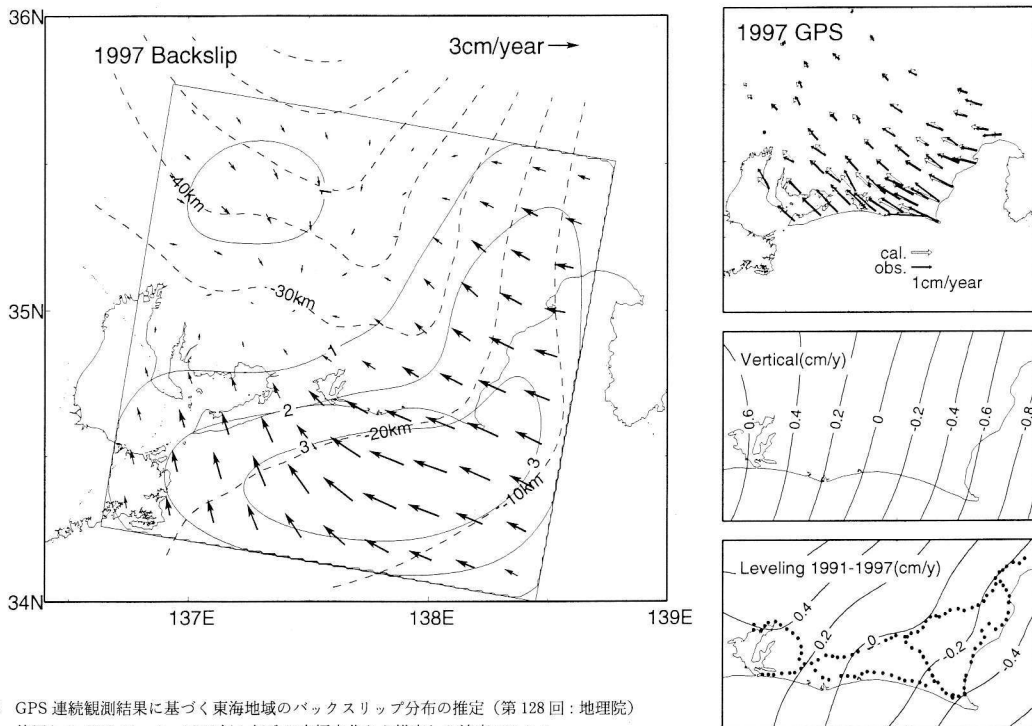 36N
1997 Backslip
3cm/year
-40km
-30km
35N
1
2
-20km
3
3
-10km
34N
137E
138E
139E
1997 GPS
cal.
obs.
1cm/year
Vertical(cm/y)
0.6
0.4
0.2
0
-0.2
-0.4
-0.6
-0.8
Leveling 1991-1997(cm/y)
0.4
0.2
0
-0.2
-0.4
GPS 連続観測結果に基づく東海地域のバックスリップ分布の推定（第 128 回：地理院）